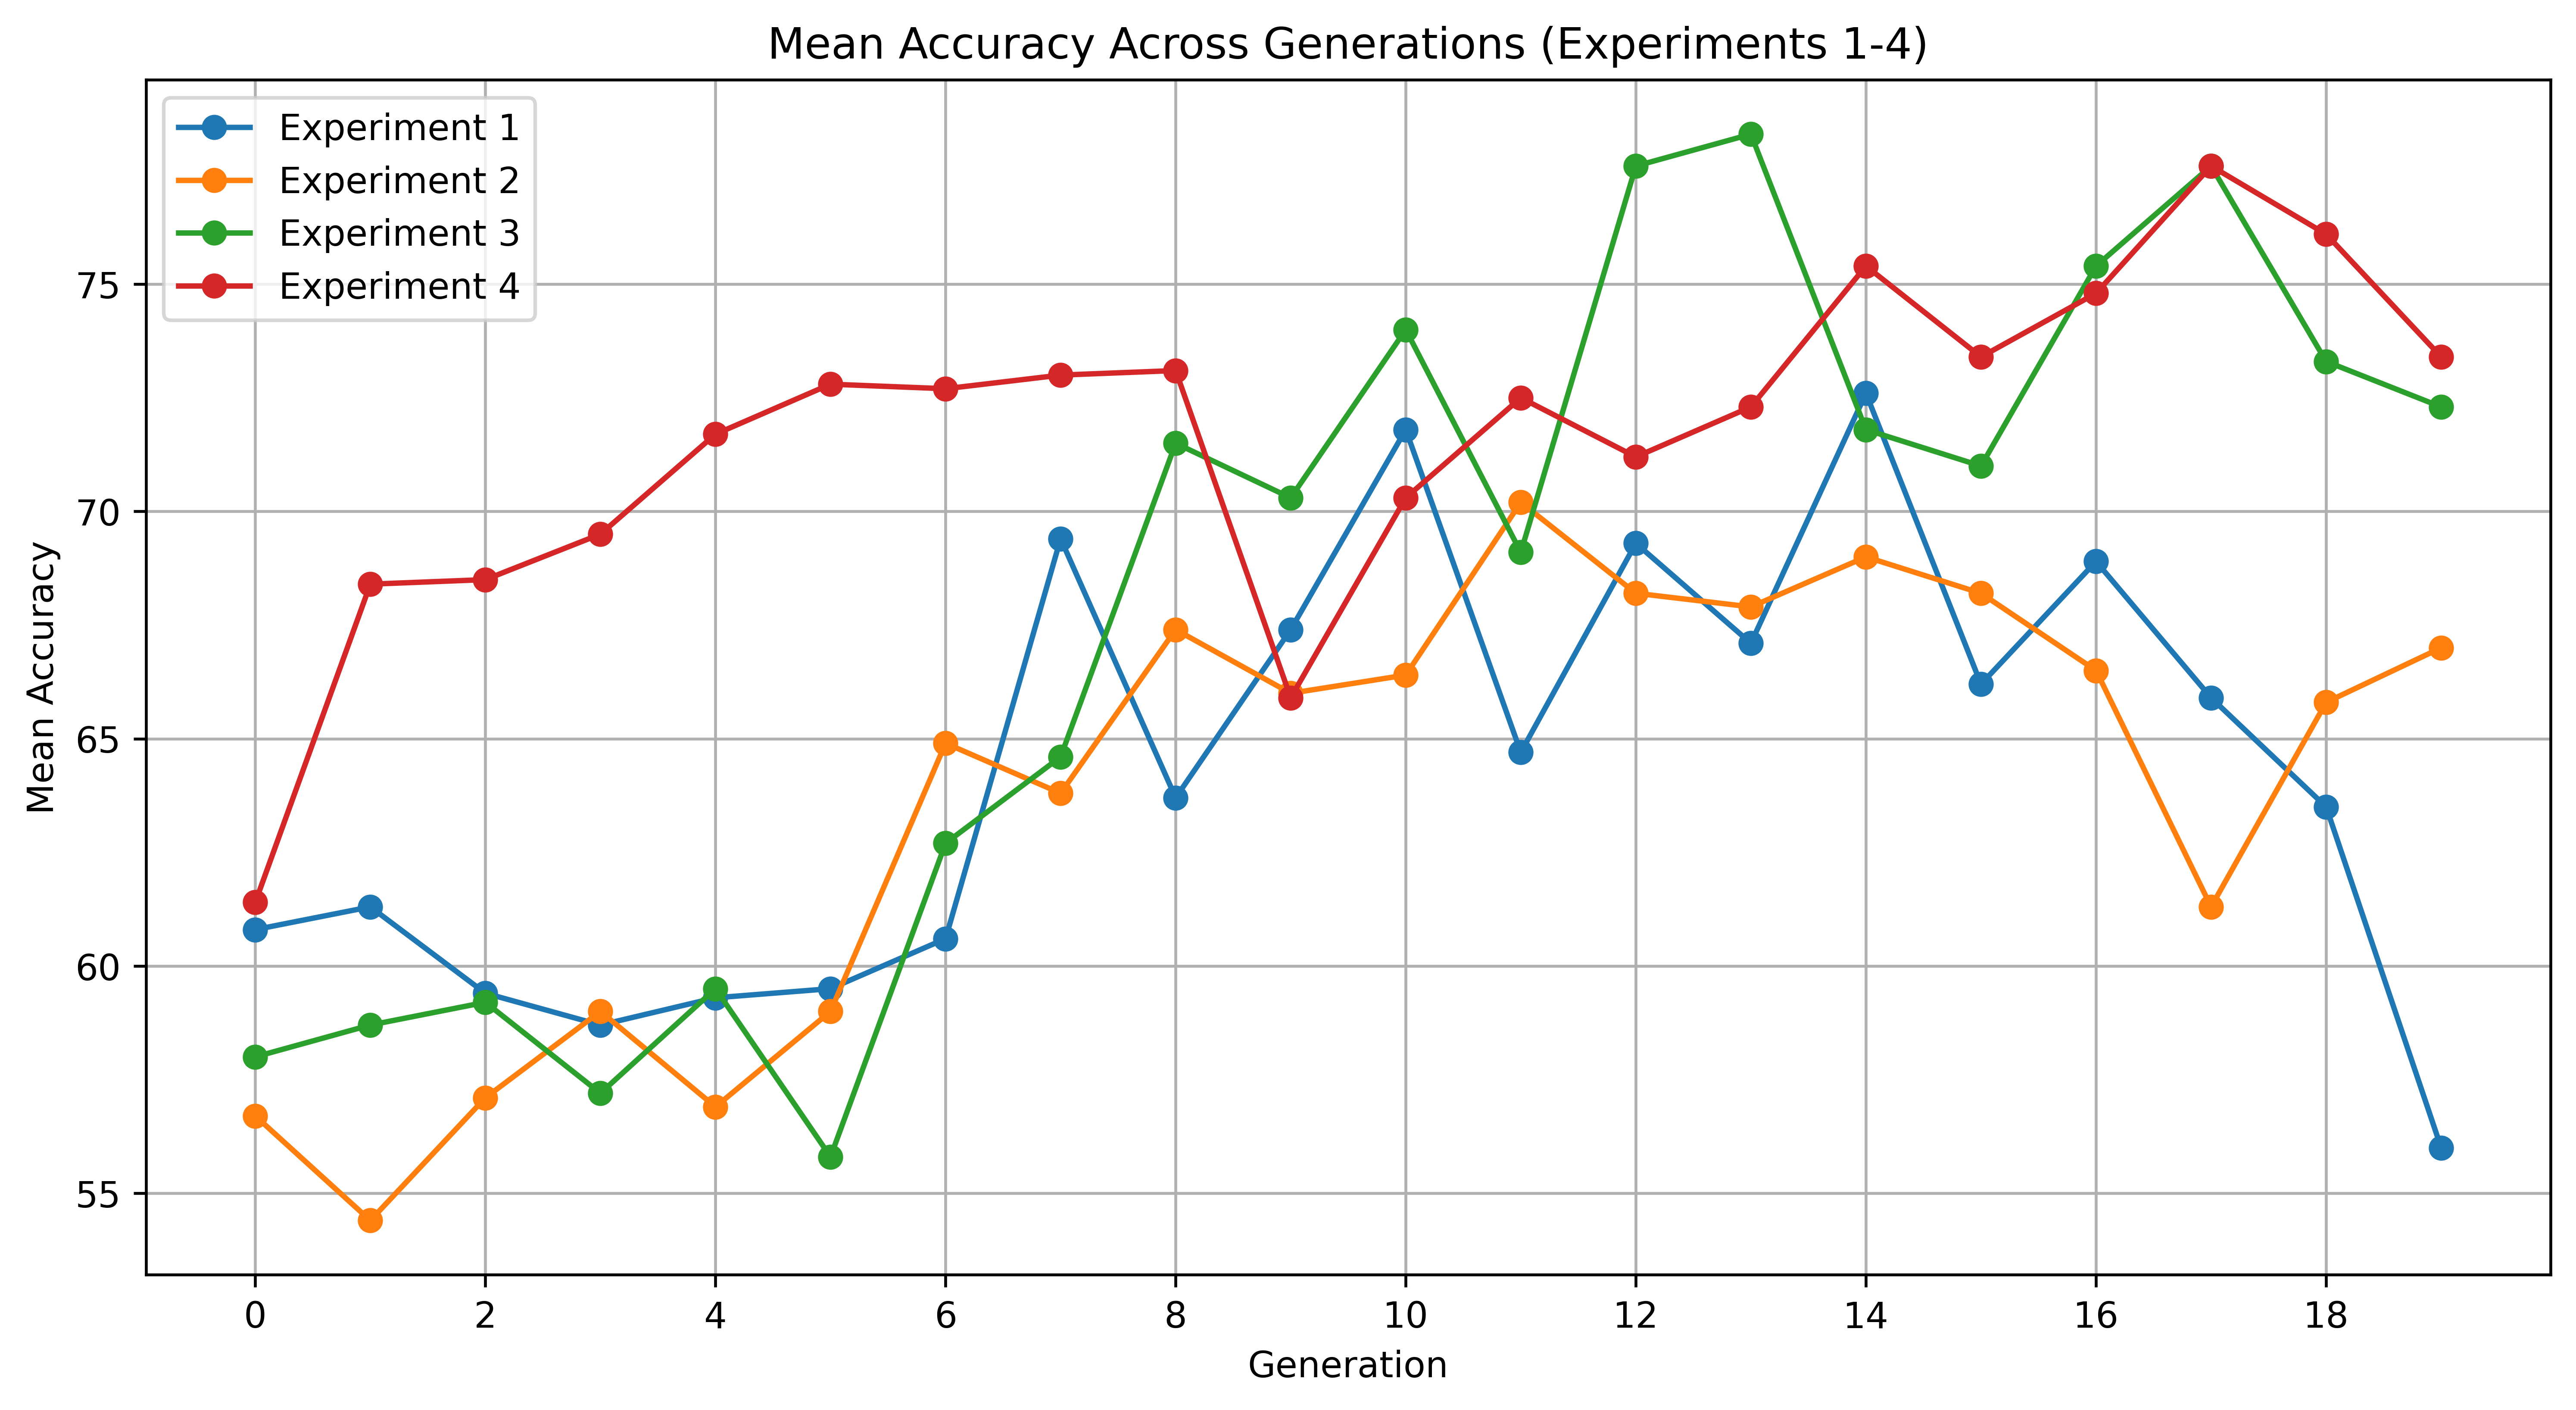 Mean Accuracy Across Generations (Experiments 1-4)
Experiment 1
Experiment 2
Experiment 3
Experiment 4
75
70
65
60
55
Mean Accuracy
0 2 4 6 8 10 12 14 16 18
Generation